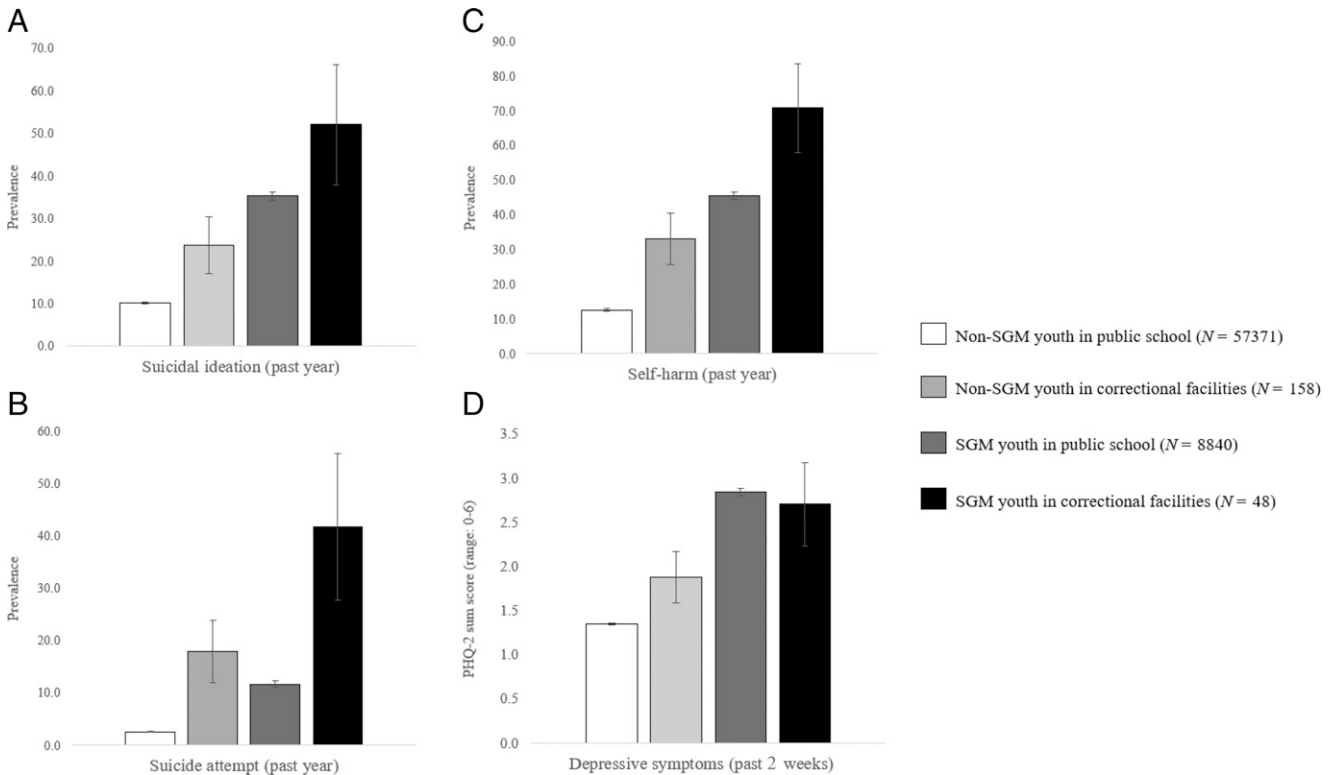 A
70.0
60.0
50.0
40.0
30.0
20.0
10.0
0.0
Prevalence
Suicidal ideation (past year)
B
60.0
50.0
40.0
30.0
20.0
10.0
0.0
Prevalence
Suicide attempt (past year)
C
90.0
80.0
70.0
60.0
50.0
40.0
30.0
20.0
10.0
0.0
Prevalence
Self-harm (past year)
D
3.5
3.0
2.5
2.0
1.5
1.0
0.5
0.0
PHQ-2 sum score (range: 0-6)
Depressive symptoms (past 2 weeks)
Non-SGM youth in public school (N = 57371)
Non-SGM youth in correctional facilities (N = 158)
SGM youth in public school (N = 8840)
SGM youth in correctional facilities (N = 48)